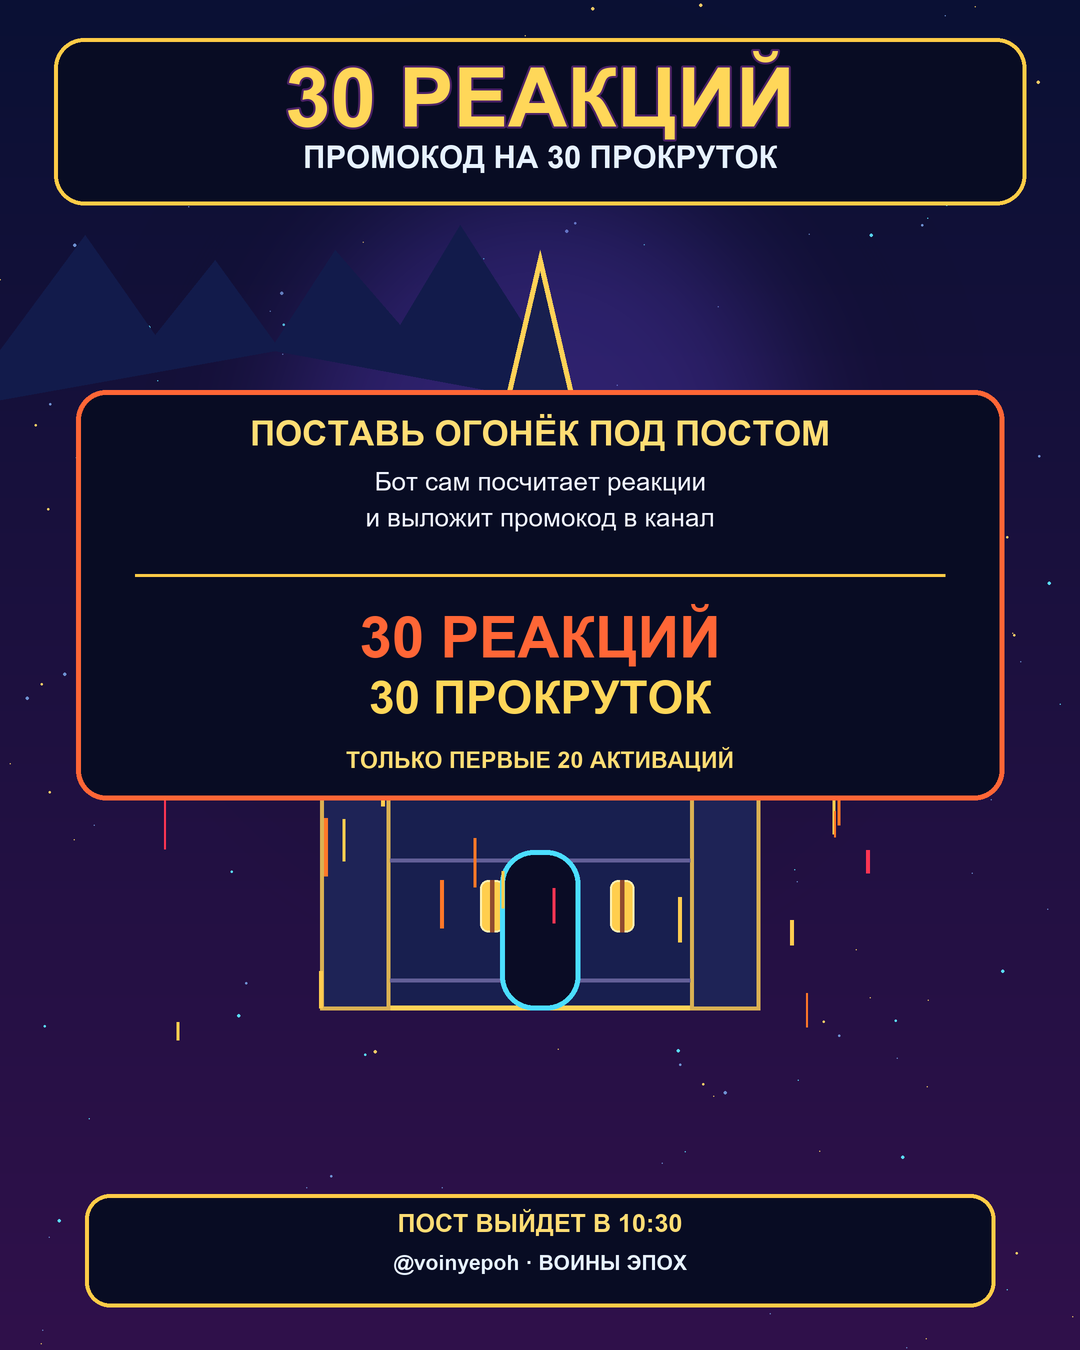 30 РЕАКЦИЙ
ПРОМОКОД НА 30 ПРОКРУТОК
ПОСТАВЬ ОГОНЁК ПОД ПОСТОМ
Бот сам посчитает реакции
и выложит промокод в канал
30 РЕАКЦИЙ
30 ПРОКРУТОК
ТОЛЬКО ПЕРВЫЕ 20 АКТИВАЦИЙ
ПОСТ ВЫЙДЕТ В 10:30
@voinyepoh · ВОИНЫ ЭПОХ